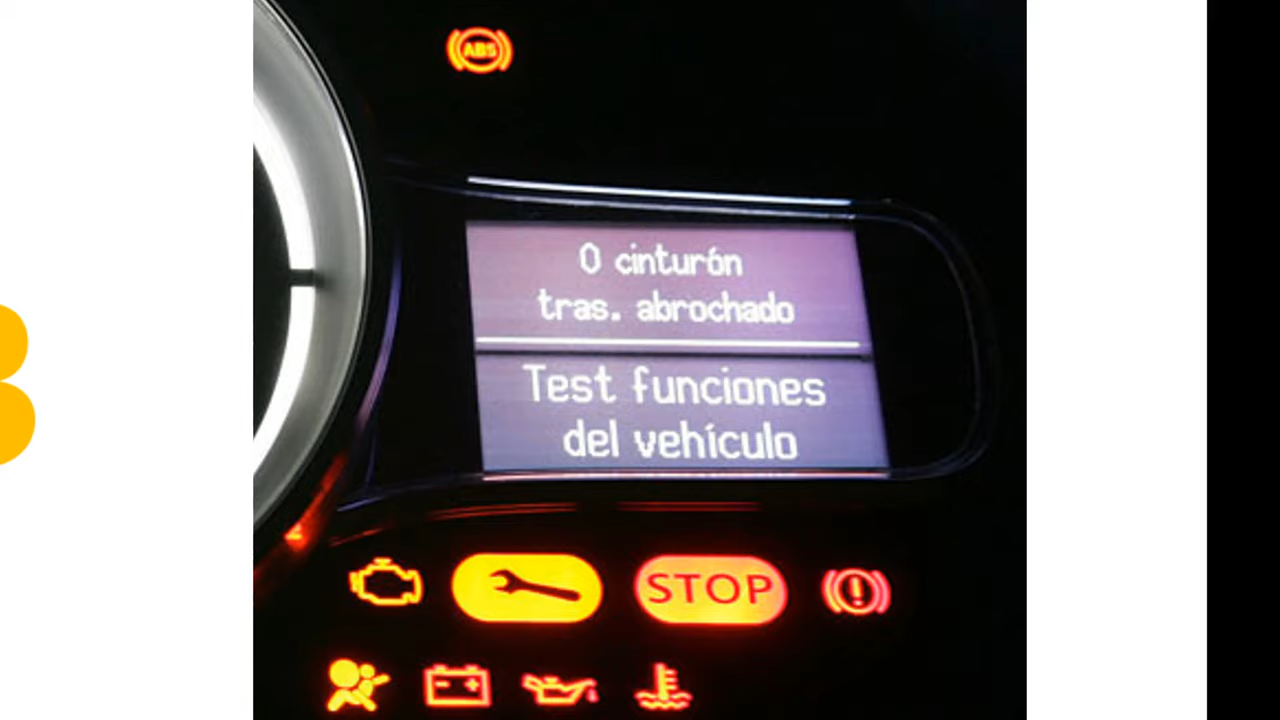 ABS
0 cinturón
tras. abrochado
Test funciones
del vehículo
STOP